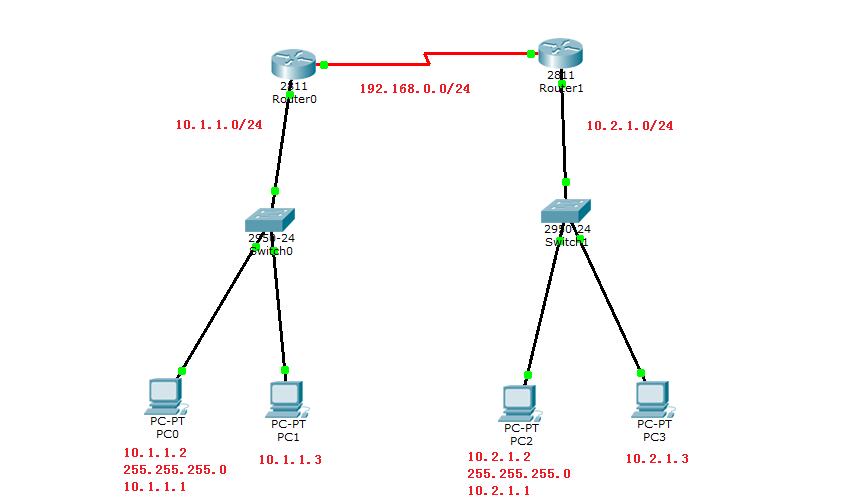 2811
Router0
192.168.0.0/24
2811
Router1
10.1.1.0/24
10.2.1.0/24
2950-24
Switch0
2950-24
Switch1
PC-PT
PC0
10.1.1.2
255.255.255.0
10.1.1.1
PC-PT
PC1
10.1.1.3
PC-PT
PC2
10.2.1.2
255.255.255.0
10.2.1.1
PC-PT
PC3
10.2.1.3